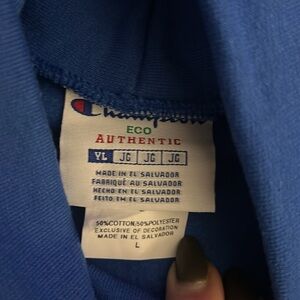 Champion
ECO
AUTHENTIC
YL JG JG JG
MADE IN EL SALVADOR
FABRIQUÉ AU SALVADOR
HECHO EN EL SALVADOR
FEITO EM EL SALVADOR
50%COTTON/50%POLYESTER
EXCLUSIVE OF DECORATION
MADE IN EL SALVADOR
L